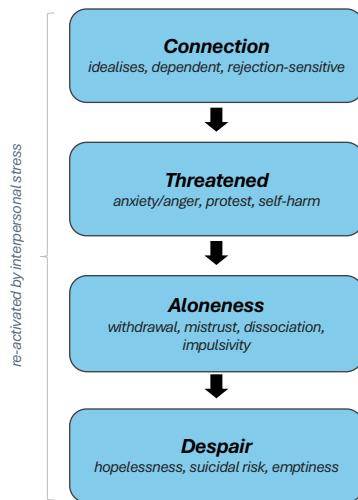 re-activated by interpersonal stress
Connection
idealises, dependent, rejection-sensitive
Threatened
anxiety/anger, protest, self-harm
Aloneness
withdrawal, mistrust, dissociation,
impulsivity
Despair
hopelessness, suicidal risk, emptiness